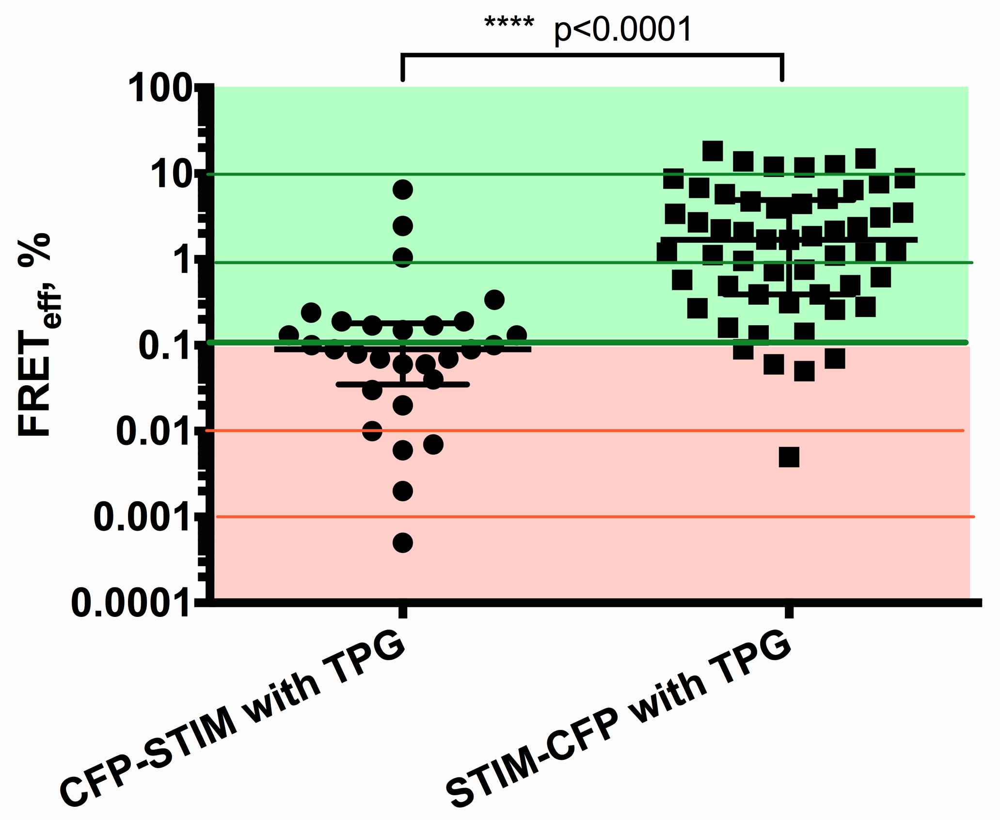 **** p<0.0001
100
10
1
0.1
0.01
0.001
0.0001
FRETeff, %
CFP-STIM with TPG
STIM-CFP with TPG